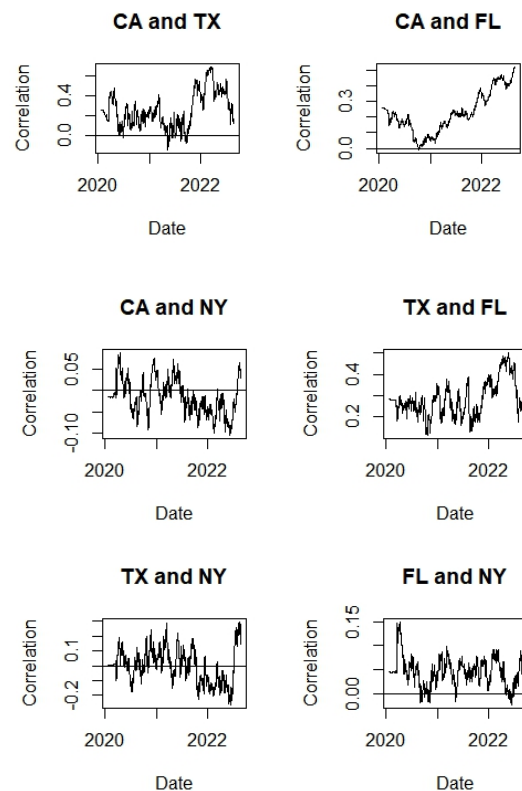 CA and TX
Correlation
0.4
0.0
2020 2022
Date
CA and FL
Correlation
0.3
0.0
2020 2022
Date
CA and NY
Correlation
0.05
-0.10
2020 2022
Date
TX and FL
Correlation
0.4
0.2
2020 2022
Date
TX and NY
Correlation
0.1
-0.2
2020 2022
Date
FL and NY
Correlation
0.15
0.00
2020 2022
Date